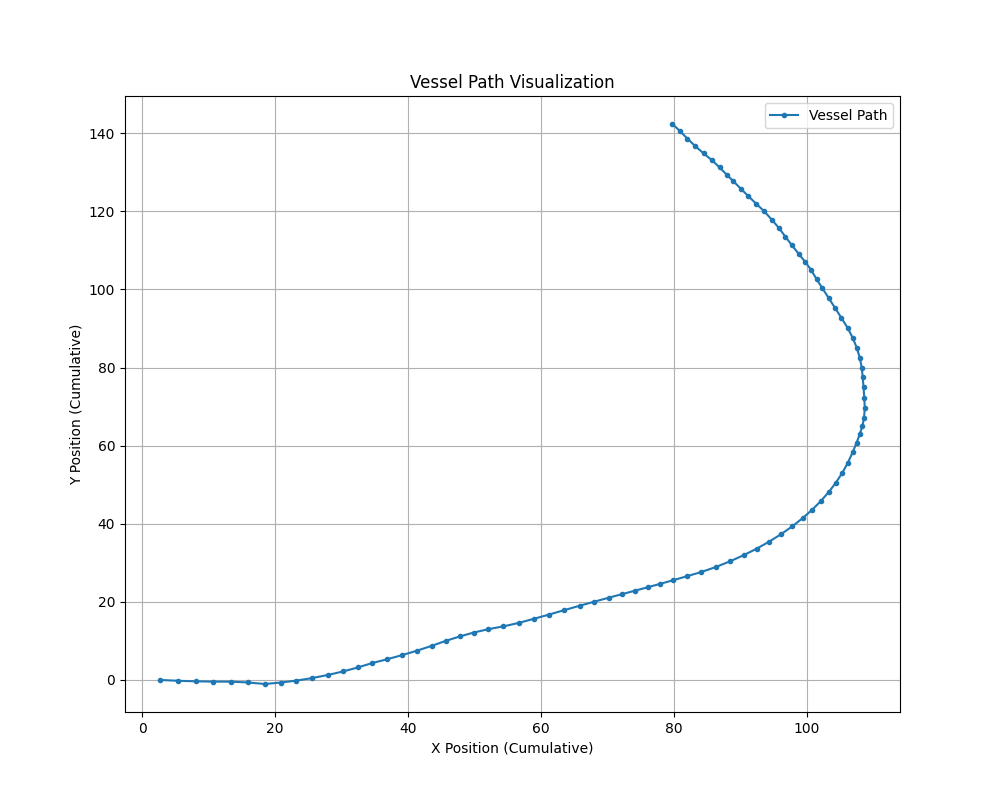 Vessel Path Visualization
Vessel Path
Y Position (Cumulative)
140
120
100
80
60
40
20
0
0 20 40 60 80 100
X Position (Cumulative)